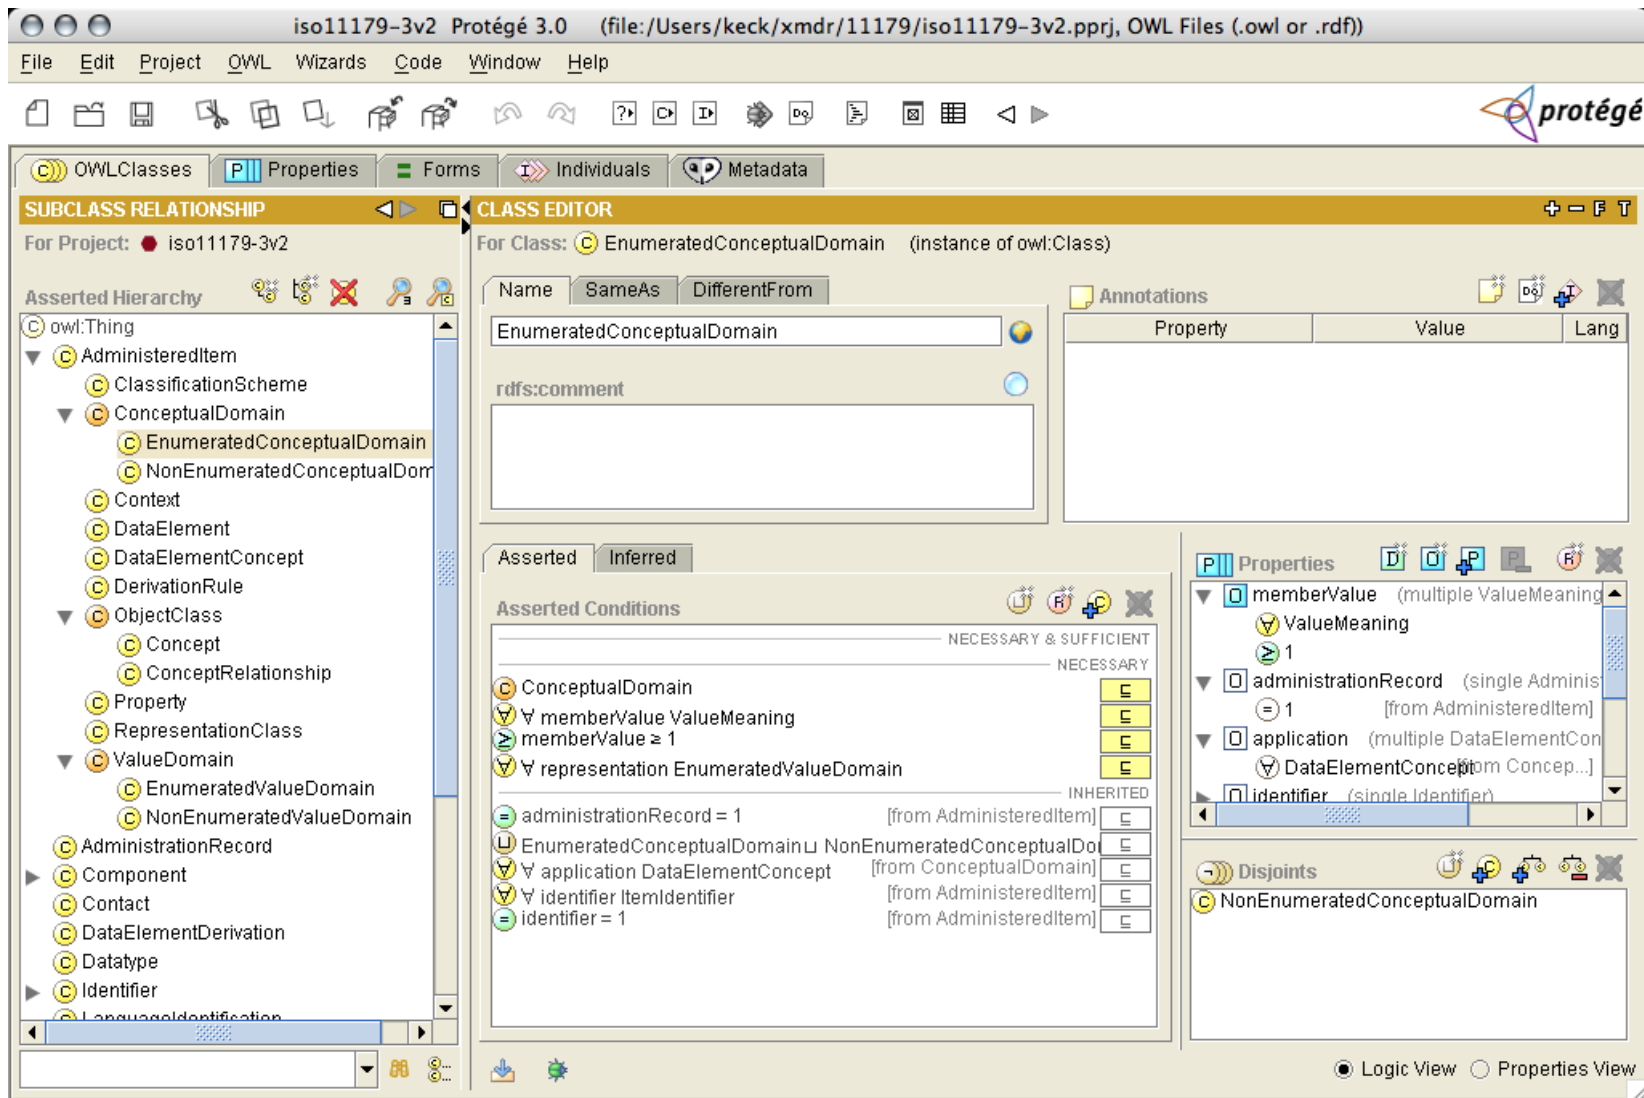 iso11179-3v2 Protégé 3.0 (file:/Users/keck/xmdr/11179/iso11179-3v2.pprj, OWL Files (.owl or .rdf))
File Edit Project OWL Wizards Code Window Help
protégé
OWLClasses Properties Forms Individuals Metadata
SUBCLASS RELATIONSHIP
For Project: iso11179-3v2
Asserted Hierarchy
owl:Thing
AdministeredItem
ClassificationScheme
ConceptualDomain
EnumeratedConceptualDomain
NonEnumeratedConceptualDom
Context
DataElement
DataElementConcept
DerivationRule
ObjectClass
Concept
ConceptRelationship
Property
RepresentationClass
ValueDomain
EnumeratedValueDomain
NonEnumeratedValueDomain
AdministrationRecord
Component
Contact
DataElementDerivation
Datatype
Identifier
LanguageIdentification
CLASS EDITOR
For Class: EnumeratedConceptualDomain (instance of owl:Class)
Name SameAs DifferentFrom
EnumeratedConceptualDomain
rdfs:comment
Annotations
Property Value Lang
Asserted Inferred
Asserted Conditions
NECESSARY & SUFFICIENT
NECESSARY
ConceptualDomain
∀ memberValue ValueMeaning
memberValue ≥ 1
∀ representation EnumeratedValueDomain
INHERITED
administrationRecord = 1 [from AdministeredItem]
EnumeratedConceptualDomain ⊔ NonEnumeratedConceptualDo
∀ application DataElementConcept [from ConceptualDomain]
∀ identifier ItemIdentifier [from AdministeredItem]
identifier = 1 [from AdministeredItem]
Properties
memberValue (multiple ValueMeaning
ValueMeaning
1
administrationRecord (single Adminis
1 [from AdministeredItem]
application (multiple DataElementCon
DataElementConcept [from Concep...]
identifier (single Identifier)
Disjoints
NonEnumeratedConceptualDomain
Logic View Properties View